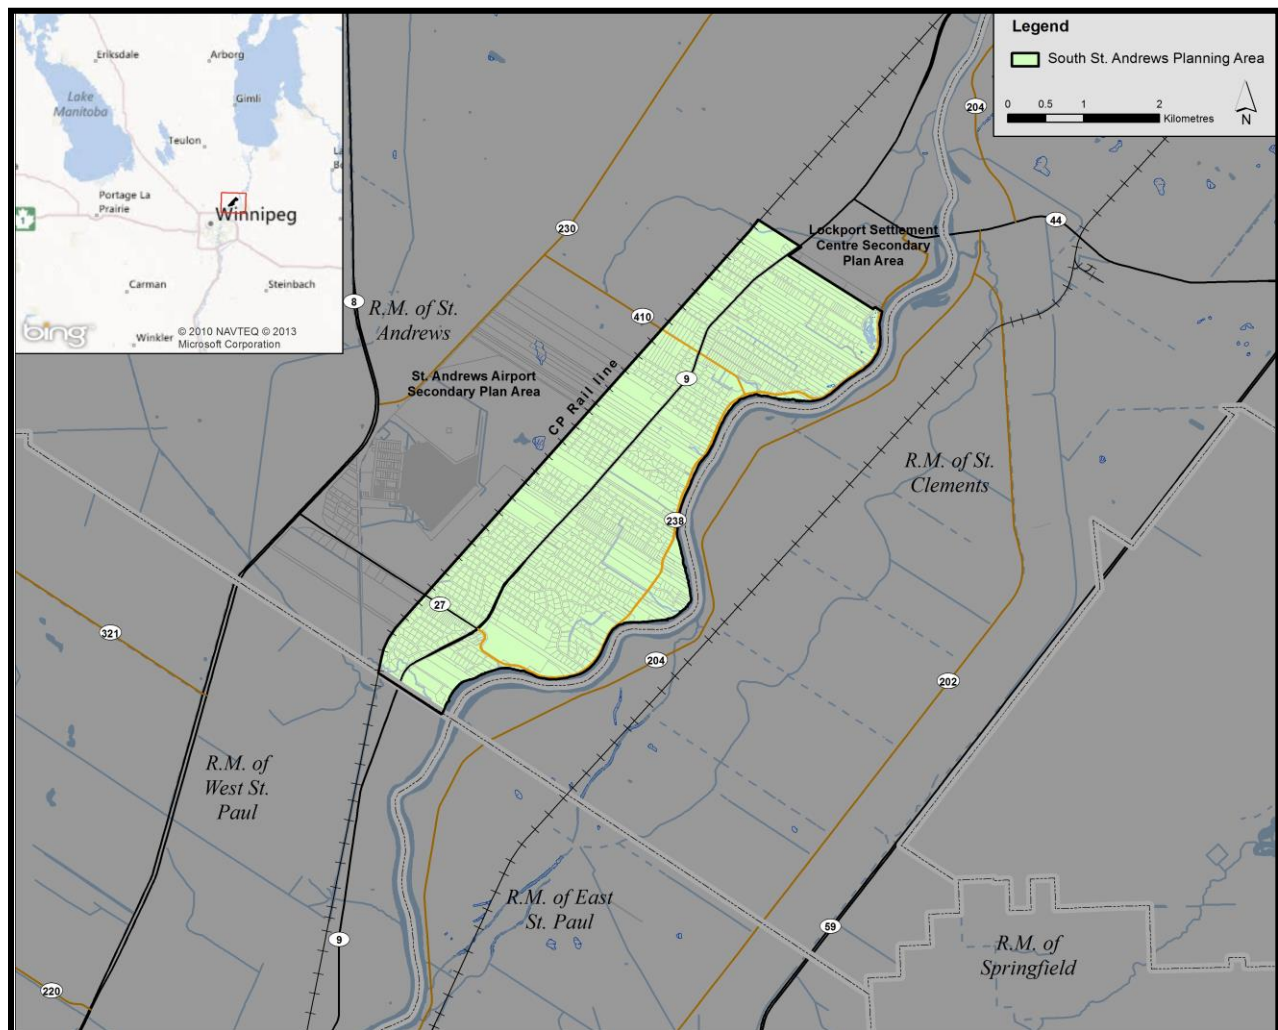 Eriksdale
Arborg
Lake
Manitoba
Gimli
Teulon
Portage La
Prairie
1
Winnipeg
Carman
Steinbach
Winkler
bing
© 2010 NAVTEQ © 2013
Microsoft Corporation
Legend
South St. Andrews Planning Area
0 0.5 1 2
Kilometres
N
204
44
230
Lockport Settlement
Centre Secondary
Plan Area
8
R.M. of St.
Andrews
410
St. Andrews Airport
Secondary Plan Area
CP Rail line
9
R.M. of St.
Clements
238
27
321
204
202
R.M. of
West St.
Paul
R.M. of East
St. Paul
59
9
R.M. of
Springfield
220